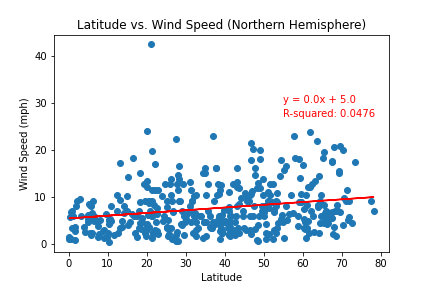 Latitude vs. Wind Speed (Northern Hemisphere)
40
30
20
10
0
Wind Speed (mph)
y = 0.0x + 5.0
R-squared: 0.0476
0 10 20 30 40 50 60 70 80
Latitude